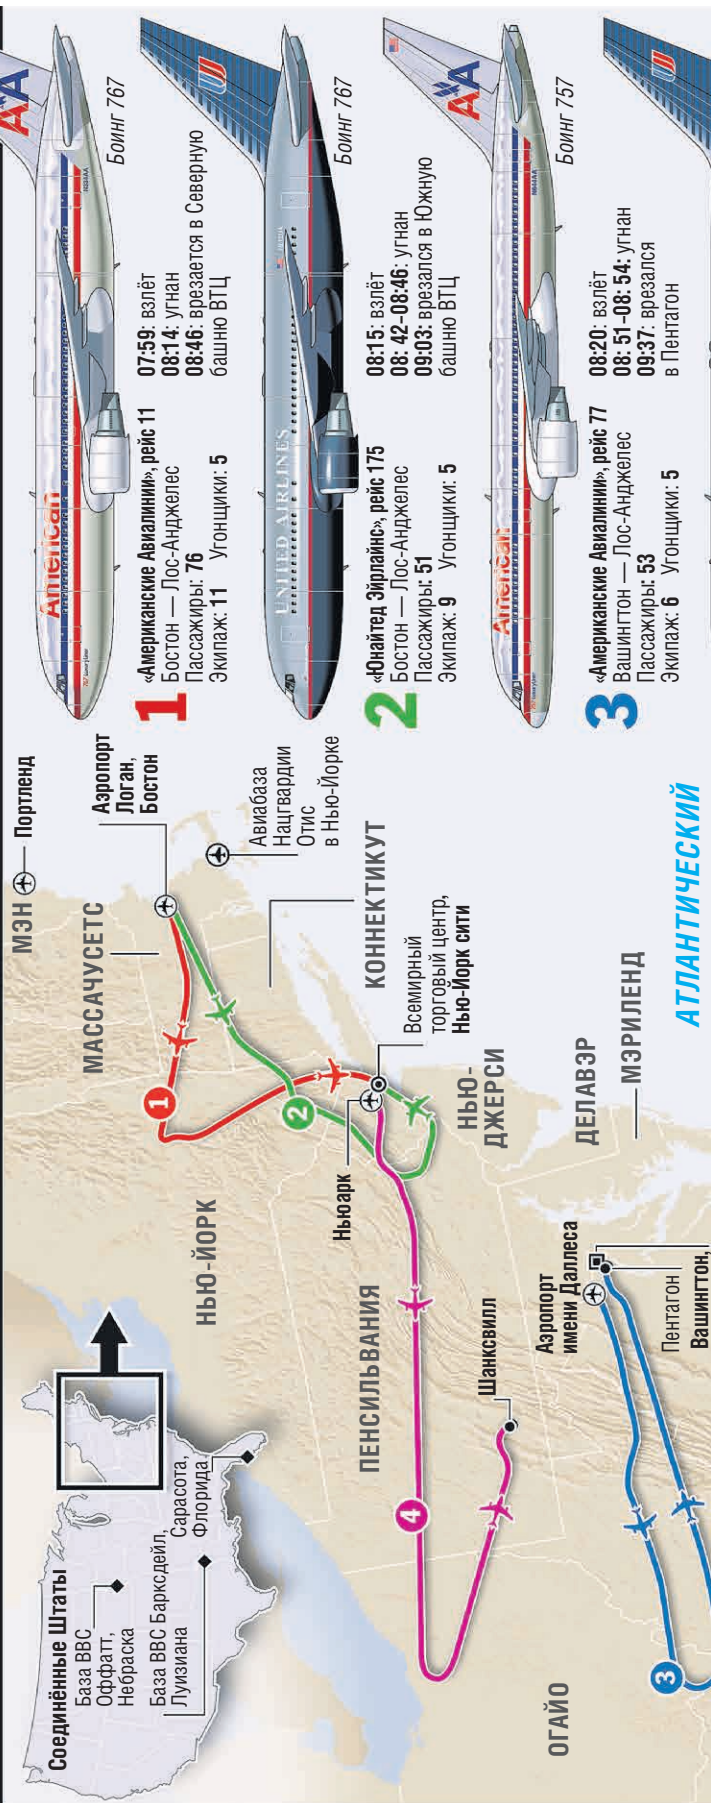 Соединённые Штаты
База ВВС
Оффатт,
Небраска
База ВВС Барксдейл,
Луизиана
Сарасота,
Флорида
МЭН
Портленд
Аэропорт
Логан,
Бостон
МАССАЧУСЕТС
Авиабаза
Нацгвардии
Отис
в Нью-Йорке
КОННЕКТИКУТ
НЬЮ-ЙОРК
1
2
Ньюарк
Всемирный
торговый центр,
Нью-Йорк сити
НЬЮ-
ДЖЕРСИ
ПЕНСИЛЬВАНИЯ
4
Шанксвилл
ДЕЛАВЭР
МЭРИЛЕНД
АТЛАНТИЧЕСКИЙ
Аэропорт
имени Даллеса
Пентагон
Вашингтон,
ОГАЙО
3
American
AA
Боинг 767
1
«Американские Авиалинии», рейс 11
Бостон — Лос-Анджелес
Пассажиры: 76
Экипаж: 11 Угонщики: 5
07:59: взлёт
08:14: угнан
08:46: врезается в Северную
башню ВТЦ
UNITED AIRLINES
Боинг 767
2
«Юнайтед Эйрлайнс», рейс 175
Бостон — Лос-Анджелес
Пассажиры: 51
Экипаж: 9 Угонщики: 5
08:15: взлёт
08: 42–08:46: угнан
09:03: врезался в Южную
башню ВТЦ
American
AA
Боинг 757
3
«Американские Авиалинии», рейс 77
Вашингтон — Лос-Анджелес
Пассажиры: 53
Экипаж: 6 Угонщики: 5
08:20: взлёт
08: 51–08: 54: угнан
09:37: врезался
в Пентагон